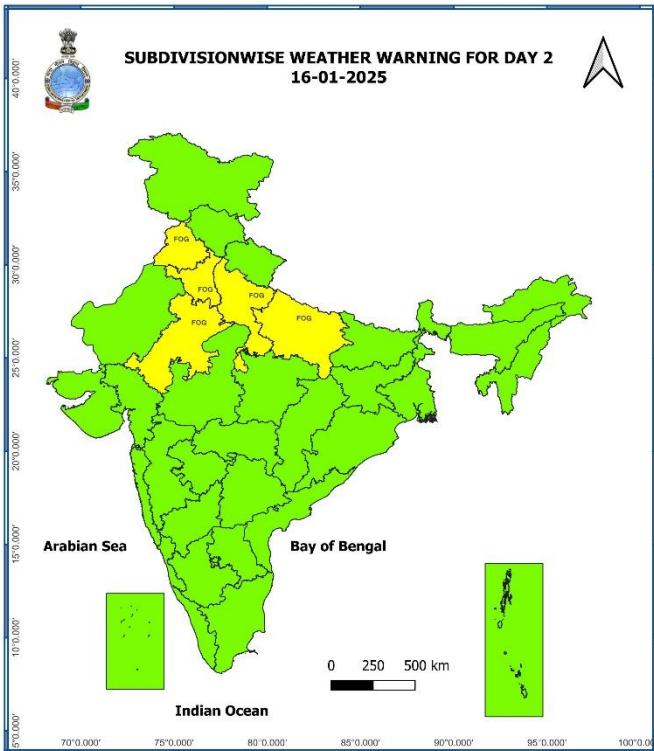 SUBDIVISIONWISE WEATHER WARNING FOR DAY 2
16-01-2025
40°0.000'
35°0.000'
30°0.000'
25°0.000'
20°0.000'
15°0.000'
10°0.000'
5°0.000'
FOG
FOG
FOG
FOG
FOG
Arabian Sea
Bay of Bengal
0 250 500 km
Indian Ocean
70°0.000' 75°0.000' 80°0.000' 85°0.000' 90°0.000' 95°0.000' 100°0.00